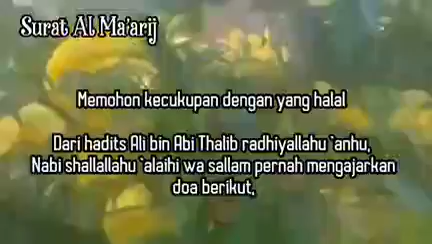 Surat Al Ma'arij
Memohon kecukupan dengan yang halal
Dari hadits Ali bin Abi Thalib radhiyallahu `anhu,
Nabi shallallahu `alaihi wa sallam pernah mengajarkan
doa berikut,